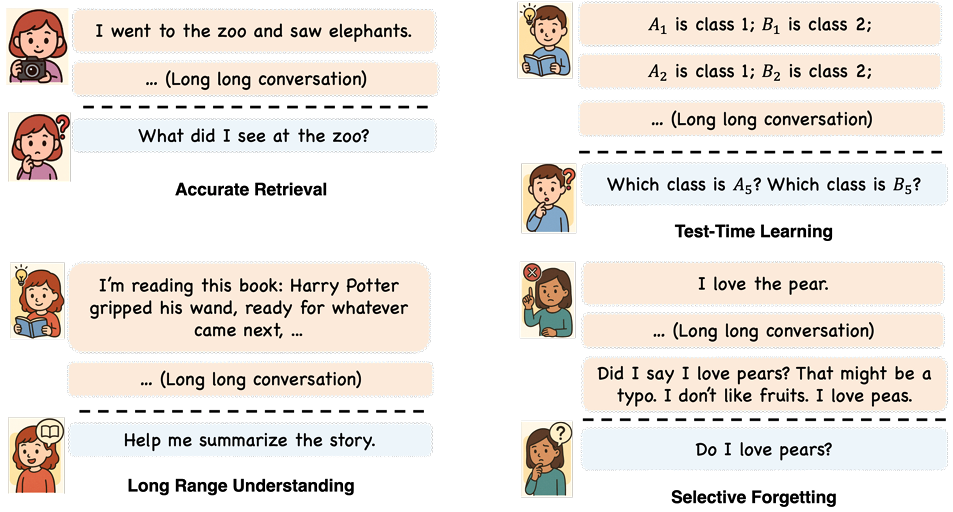 I went to the zoo and saw elephants.
... (Long long conversation)
What did I see at the zoo?
Accurate Retrieval
A₁ is class 1; B₁ is class 2;
A₂ is class 1; B₂ is class 2;
... (Long long conversation)
Which class is A₅? Which class is B₅?
Test-Time Learning
I'm reading this book: Harry Potter
gripped his wand, ready for whatever
came next, ...
... (Long long conversation)
Help me summarize the story.
Long Range Understanding
I love the pear.
... (Long long conversation)
Did I say I love pears? That might be a
typo. I don't like fruits. I love peas.
Do I love pears?
Selective Forgetting